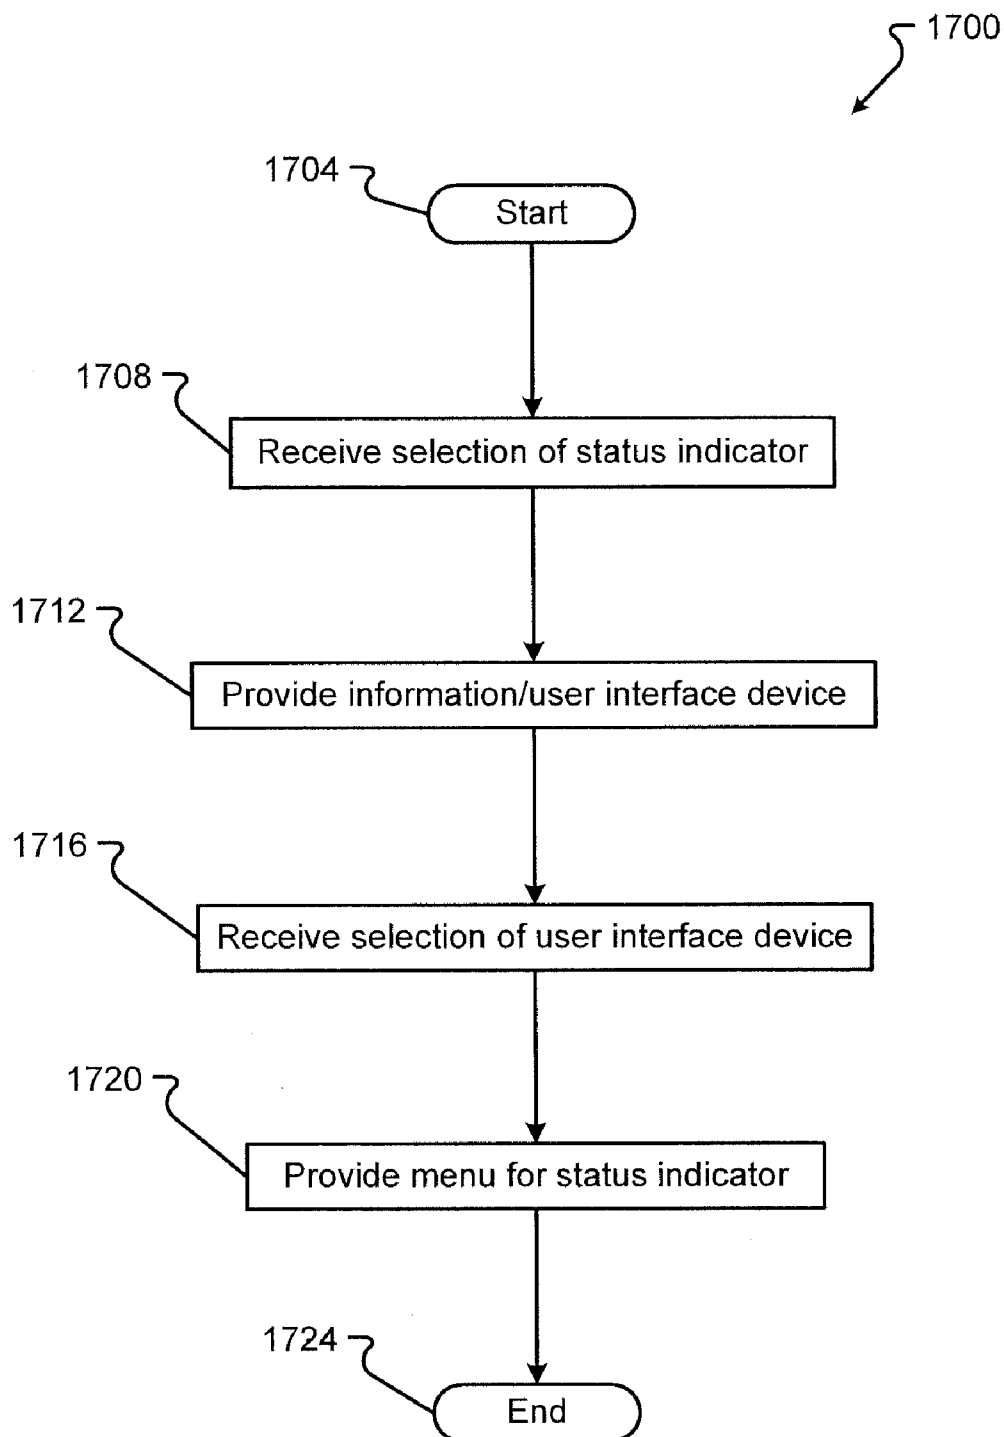 1700
1704
Start
1708
Receive selection of status indicator
1712
Provide information/user interface device
1716
Receive selection of user interface device
1720
Provide menu for status indicator
1724
End